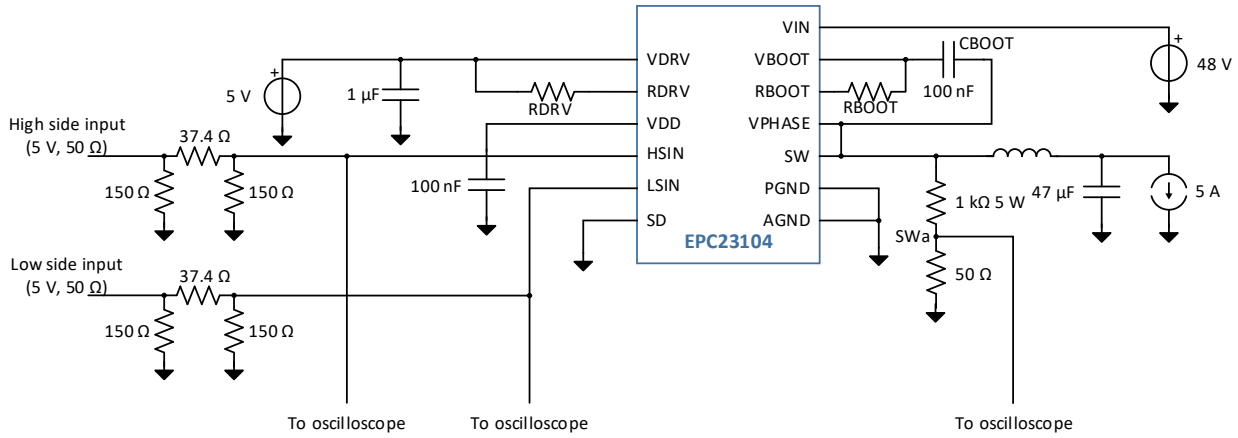 VIN
VDRV
VBOOT
CBOOT
+
5 V
1 µF
RDRV
RDRV
RBOOT
RBOOT
100 nF
+
48 V
VDD
VPHASE
High side input
(5 V, 50 Ω)
37.4 Ω
HSIN
SW
150 Ω
150 Ω
100 nF
LSIN
PGND
1 kΩ 5 W
47 µF
5 A
SD
AGND
EPC23104
SWa
50 Ω
Low side input
(5 V, 50 Ω)
37.4 Ω
150 Ω
150 Ω
To oscilloscope
To oscilloscope
To oscilloscope